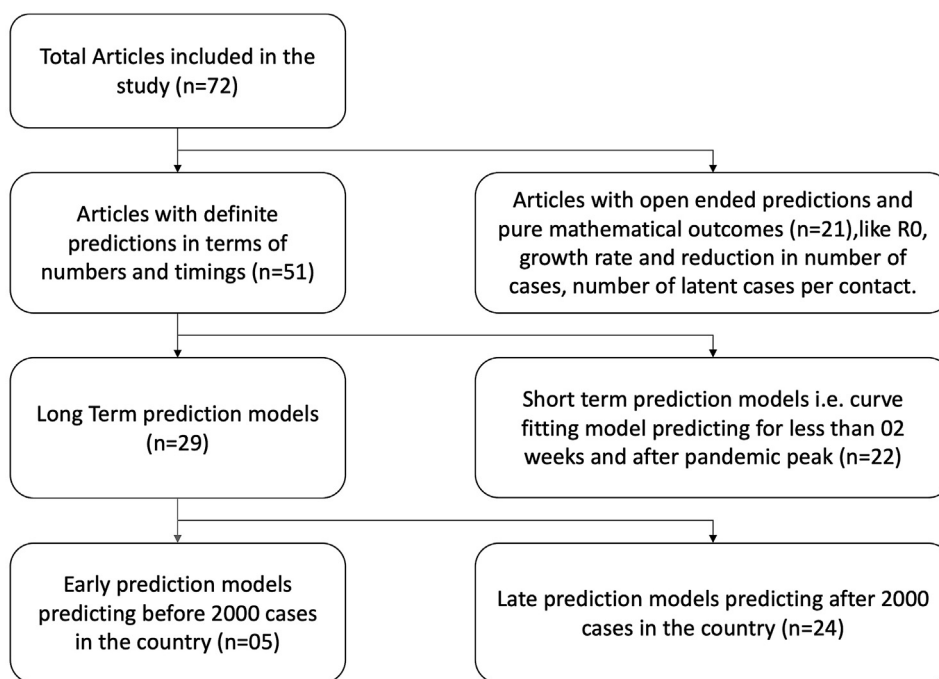 Total Articles included in the
study (n=72)
Articles with definite
predictions in terms of
numbers and timings (n=51)
Articles with open ended predictions and
pure mathematical outcomes (n=21),like R0,
growth rate and reduction in number of
cases, number of latent cases per contact.
Long Term prediction models
(n=29)
Short term prediction models i.e. curve
fitting model predicting for less than 02
weeks and after pandemic peak (n=22)
Early prediction models
predicting before 2000 cases
in the country (n=05)
Late prediction models predicting after 2000
cases in the country (n=24)